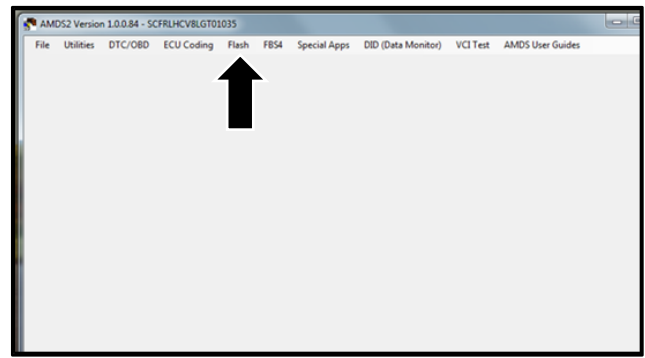 AMDS2 Version 1.0.0.84 - SCFRLHCV8LGT01035
File Utilities DTC/OBD ECU Coding Flash FBS4 Special Apps DID (Data Monitor) VCI Test AMDS User Guides